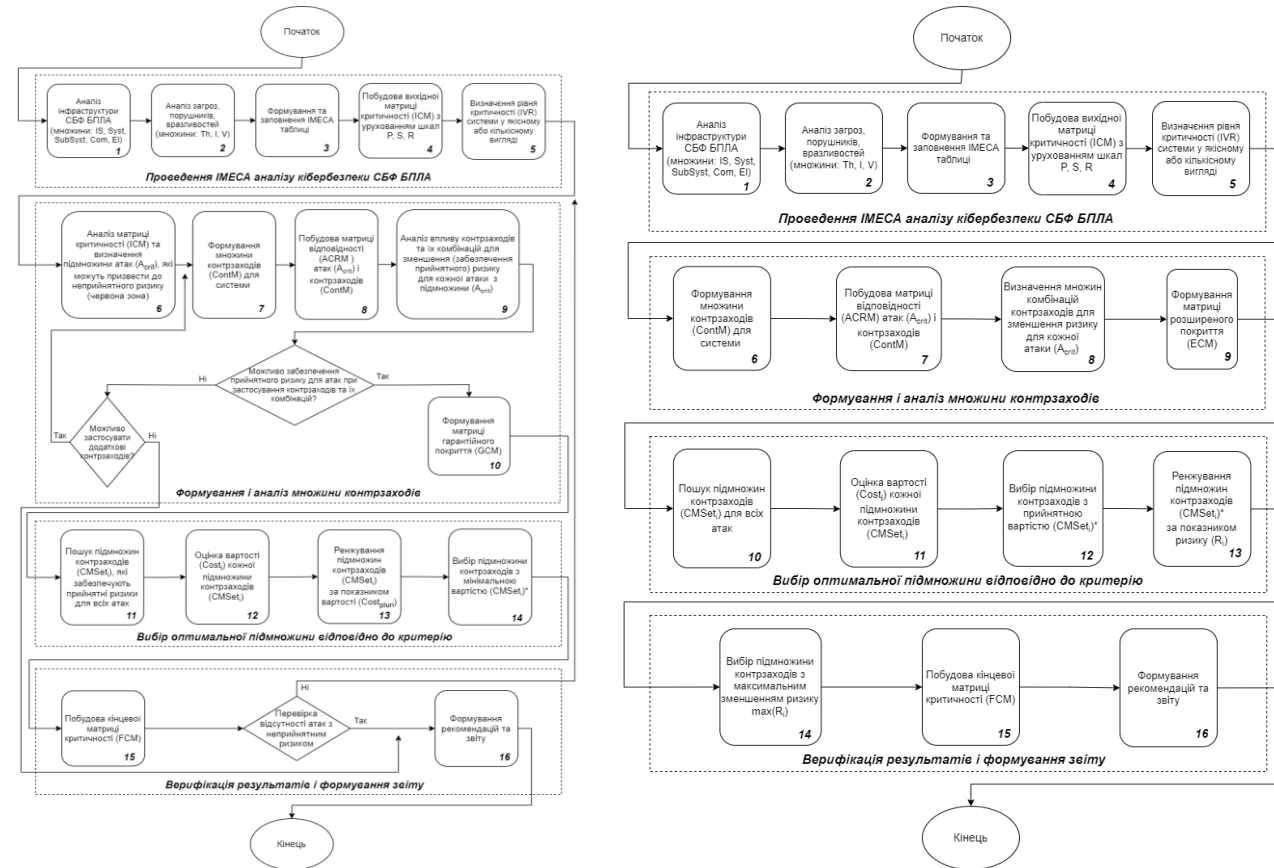 Початок
Аналіз
інфраструктури
СБФ БПЛА
(множини: IS, Syst,
SubSyst, Com, El)
1
Аналіз загроз,
порушників,
вразливостей
(множини: Th, I, V)
2
Формування та
заповнення IMECA
таблиці
3
Побудова вихідної
матриці
критичності (ICM) з
урухованням шкал
P, S, R
4
Визначєння рівня
критичності (IVR)
системи у якісному
або кількісному
вигляді
5
Проведення IMECA аналізу кібербезпеки СБФ БПЛА
Аналіз матриці
критичності (ICM) та
визначення
підмножини атак (Acrit), які
можуть призвести до
неприйнятного ризику
(червона зона)
6
Формування
множини
контрзаходів
(ContM) для
системи
7
Побудова матриці
відповідності
(ACRM )
атак (Acrit) і
контрзаходів
(ContM)
8
Аналіз впливу контрзаходів
та їх комбінацій для
зменшення (забезпечення
прийнятного) ризику
для кожної атаки з
підмножини (Acrit)
9
Можливо забезпечення
прийнятного ризику для атак при
застосування контрзаходів та їх
комбінацій?
Ні
Так
Можливо
застосувати
додаткові
контрзаходів?
Так
Ні
Формування
матриці
гарантійного
покриття (GCM)
10
Формування і аналіз множини контрзаходів
Пошук
підмножин
контрзаходів
(CMSeti), які
забезпечують
прийнятні ризики
для всіх атак
11
Оцінка вартості
(Costj) кожної
підмножини
контрзаходів
(CMSeti)
12
Ренжування
підмножин
контрзаходів
(CMSeti)
за показником
вартості (Costpluri)
13
Вибір підмножини
контрзаходів з
мінімальною
вартістю (CMSeti)*
14
Вибір оптимальної підмножини відповідно до критерію
Побудова кінцевої
матриці
критичності (FCM)
15
Перевірка
відсутності атак з
неприйнятним
ризиком
Ні
Так
Формування
рекомендацій та
звіту
16
Верифікація результатів і формування звіту
Кінець
Початок
Аналіз
інфраструктури
СБФ БПЛА
(множини: IS, Syst,
SubSyst, Com, El)
1
Аналіз загроз,
порушників,
вразливостей
(множини: Th, I, V)
2
Формування та
заповнення IMECA
таблиці
3
Побудова вихідної
матриці
критичності (ICM) з
урухованням шкал
P, S, R
4
Визначєння рівня
критичності (IVR)
системи у якісному
або кількісному
вигляді
5
Проведення IMECA аналізу кібербезпеки СБФ БПЛА
Формування
множини
контрзаходів
(ContM) для
системи
6
Побудова матриці
відповідності
(ACRM) атак (Acrit) і
контрзаходів
(ContM)
7
Визначення множин
комбінацій
контрзаходів для
зменшення ризику
для кожної
атаки (Acrit)
8
Формування
матриці
розширеного
покриття
(ECM)
9
Формування і аналіз множини контрзаходів
Пошук підмножин
контрзаходів
(CMSeti) для всіх
атак
10
Оцінка вартості
(Costj) кожної
підмножини
контрзаходів
(CMSeti)
11
Вибір підмножини
контрзаходів з
прийнятною
вартістю (CMSeti)*
12
Ренжування
підмножин
контрзаходів
(CMSeti)*
за показником
ризику (Ri)
13
Вибір оптимальної підмножини відповідно до критерію
Вибір підмножини
контрзаходів з
максимальним
зменшенням ризику
max(Ri)
14
Побудова кінцевої
матриці
критичності (FCM)
15
Формування
рекомендацій та
звіту
16
Верифікація результатів і формування звіту
Кінець